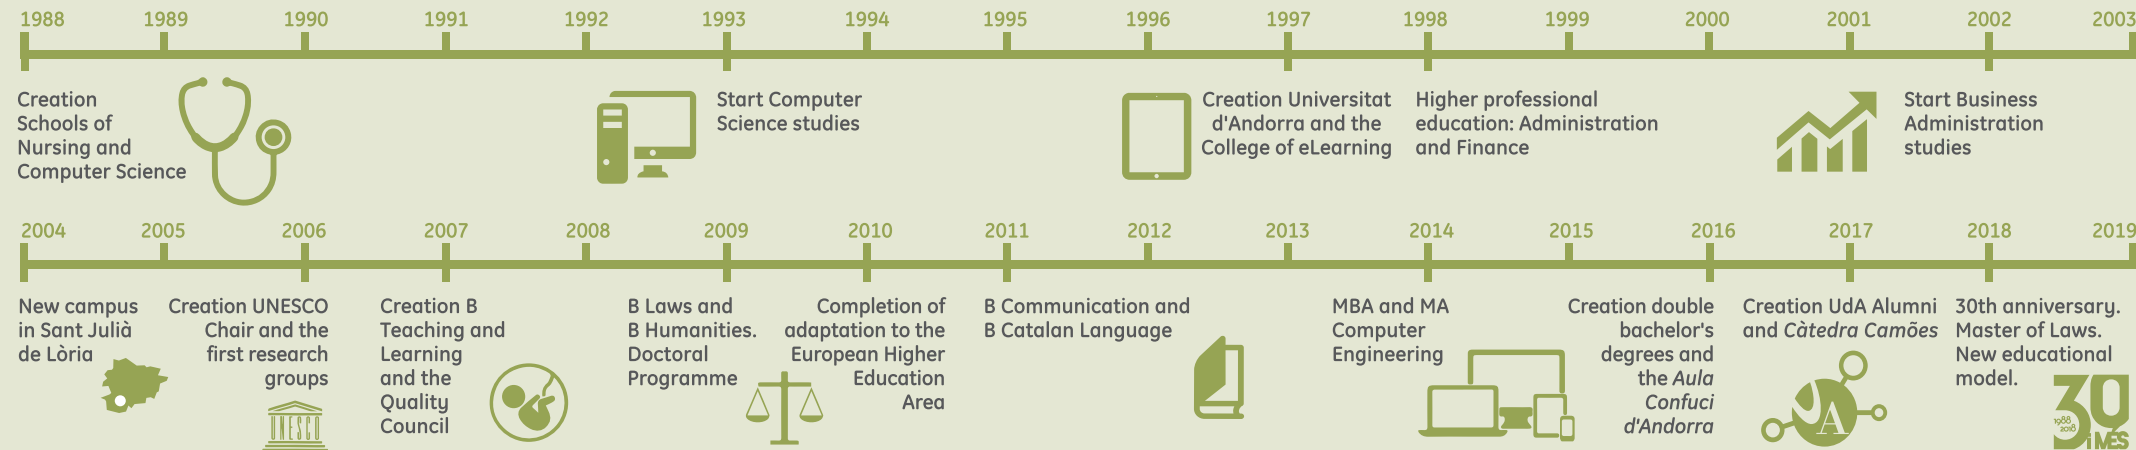 1988 1989 1990 1991 1992 1993 1994 1995 1996 1997 1998 1999 2000 2001 2002 2003
Creation
Schools of
Nursing and
Computer Science
Start Computer
Science studies
Creation Universitat
d'Andorra and the
College of eLearning
Higher professional
education: Administration
and Finance
Start Business
Administration
studies
2004 2005 2006 2007 2008 2009 2010 2011 2012 2013 2014 2015 2016 2017 2018 2019
New campus
in Sant Julià
de Lòria
Creation UNESCO
Chair and the
first research
groups
UNESCO
Creation B
Teaching and
Learning
and the
Quality
Council
B Laws and
B Humanities.
Doctoral
Programme
Completion of
adaptation to the
European Higher
Education
Area
B Communication and
B Catalan Language
MBA and MA
Computer
Engineering
Creation double
bachelor's
degrees and
the Aula
Confuci
d'Andorra
Creation UdA Alumni
and Càtedra Camões
A
30th anniversary.
Master of Laws.
New educational
model.
30
1988
2018
i MÉS